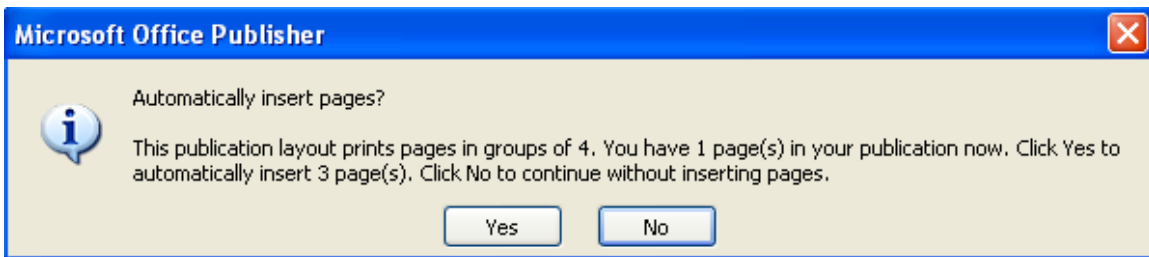 Microsoft Office Publisher
Automatically insert pages?
This publication layout prints pages in groups of 4. You have 1 page(s) in your publication now. Click Yes to
automatically insert 3 page(s). Click No to continue without inserting pages.
Yes No